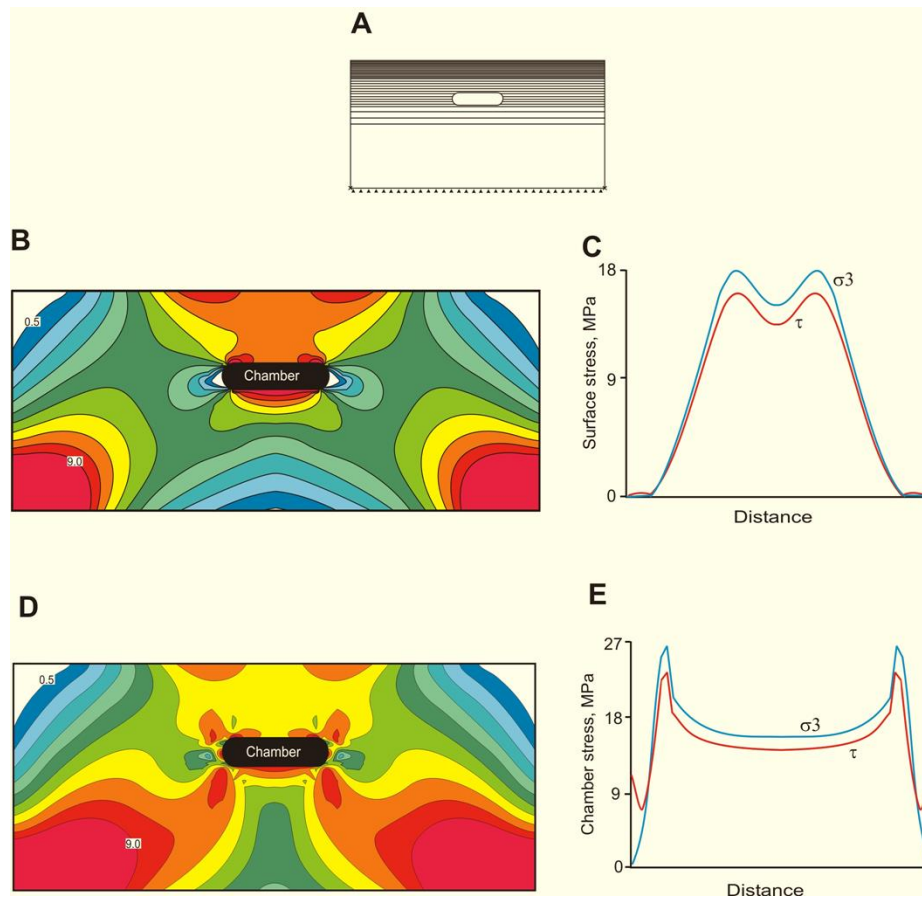 A
B
0.5
Chamber
9.0
C
18
9
0
Surface stress, MPa
σ3
τ
Distance
D
0.5
Chamber
9.0
E
27
18
9
0
Chamber stress, MPa
σ3
τ
Distance